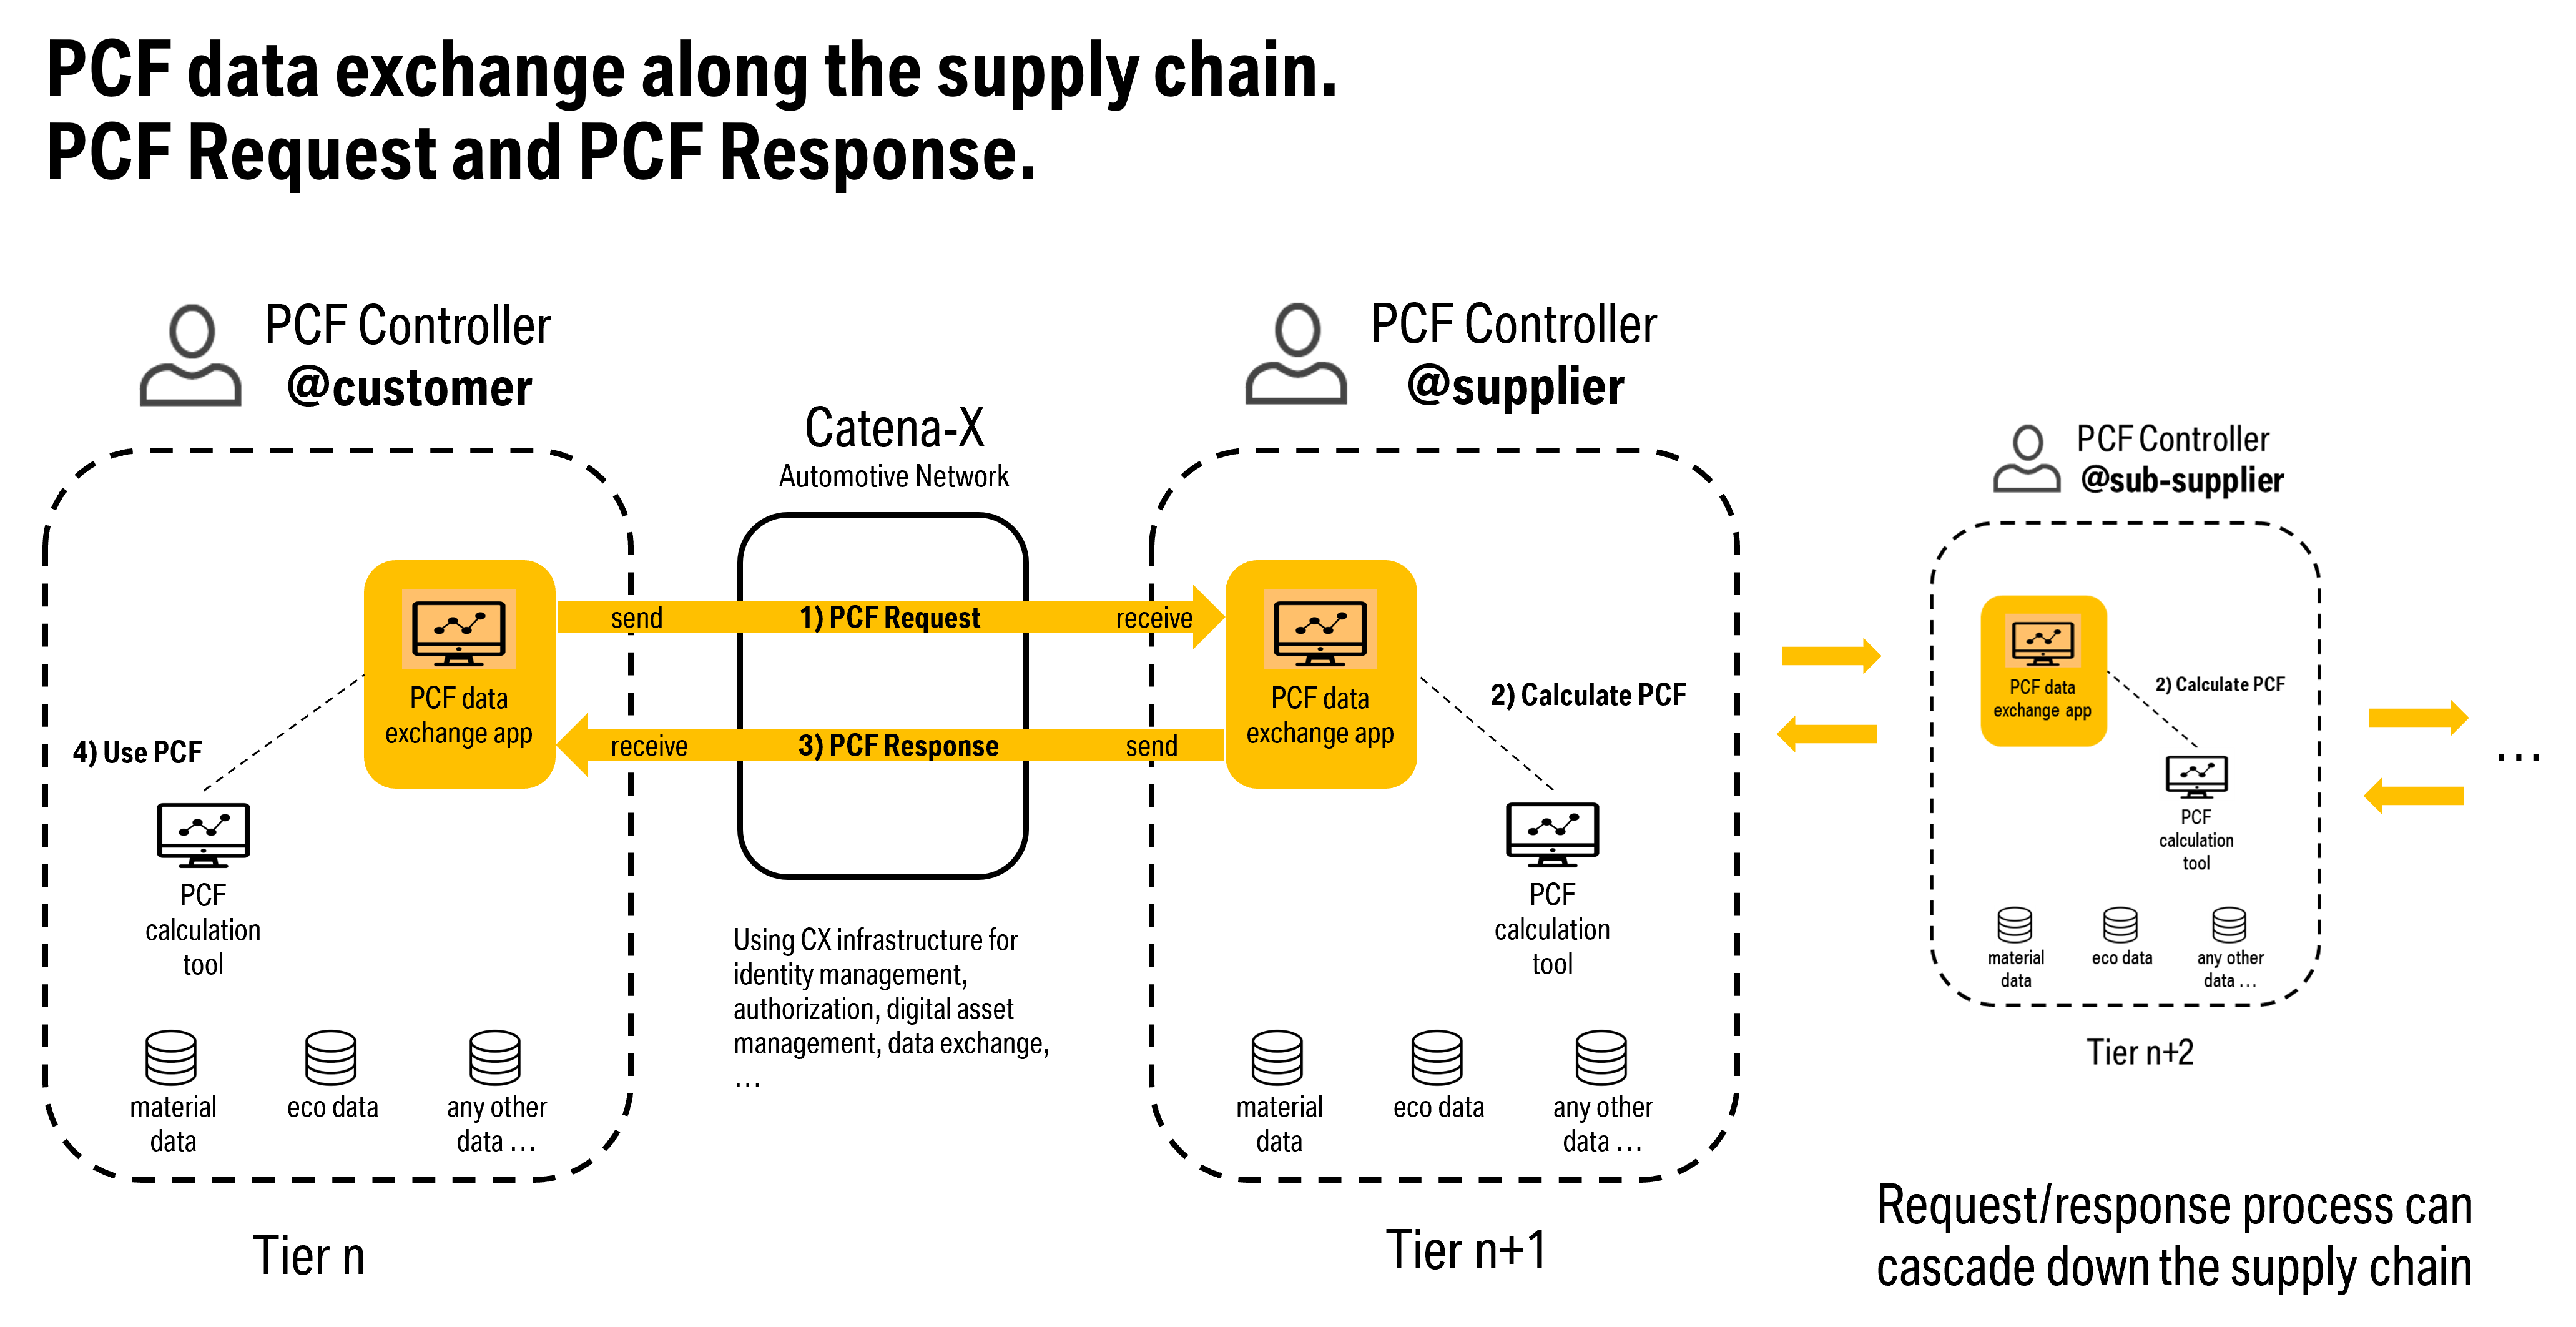 PCF data exchange along the supply chain.
PCF Request and PCF Response.
PCF Controller
@customer
Catena-X
Automotive Network
PCF Controller
@supplier
PCF Controller
@sub-supplier
send
1) PCF Request
receive
PCF data
exchange app
receive
3) PCF Response
send
4) Use PCF
PCF
calculation
tool
material
data
eco data
any other
data ...
Tier n
Using CX infrastructure for
identity management,
authorization, digital asset
management, data exchange,
...
PCF data
exchange app
2) Calculate PCF
PCF
calculation
tool
material
data
eco data
any other
data ...
Tier n+1
PCF data
exchange app
2) Calculate PCF
PCF
calculation
tool
material
data
eco data
any other
data ...
Tier n+2
...
Request/response process can
cascade down the supply chain